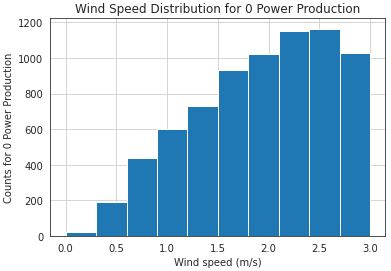 Wind Speed Distribution for 0 Power Production
Counts for 0 Power Production
1200
1000
800
600
400
200
0
0.0 0.5 1.0 1.5 2.0 2.5 3.0
Wind speed (m/s)